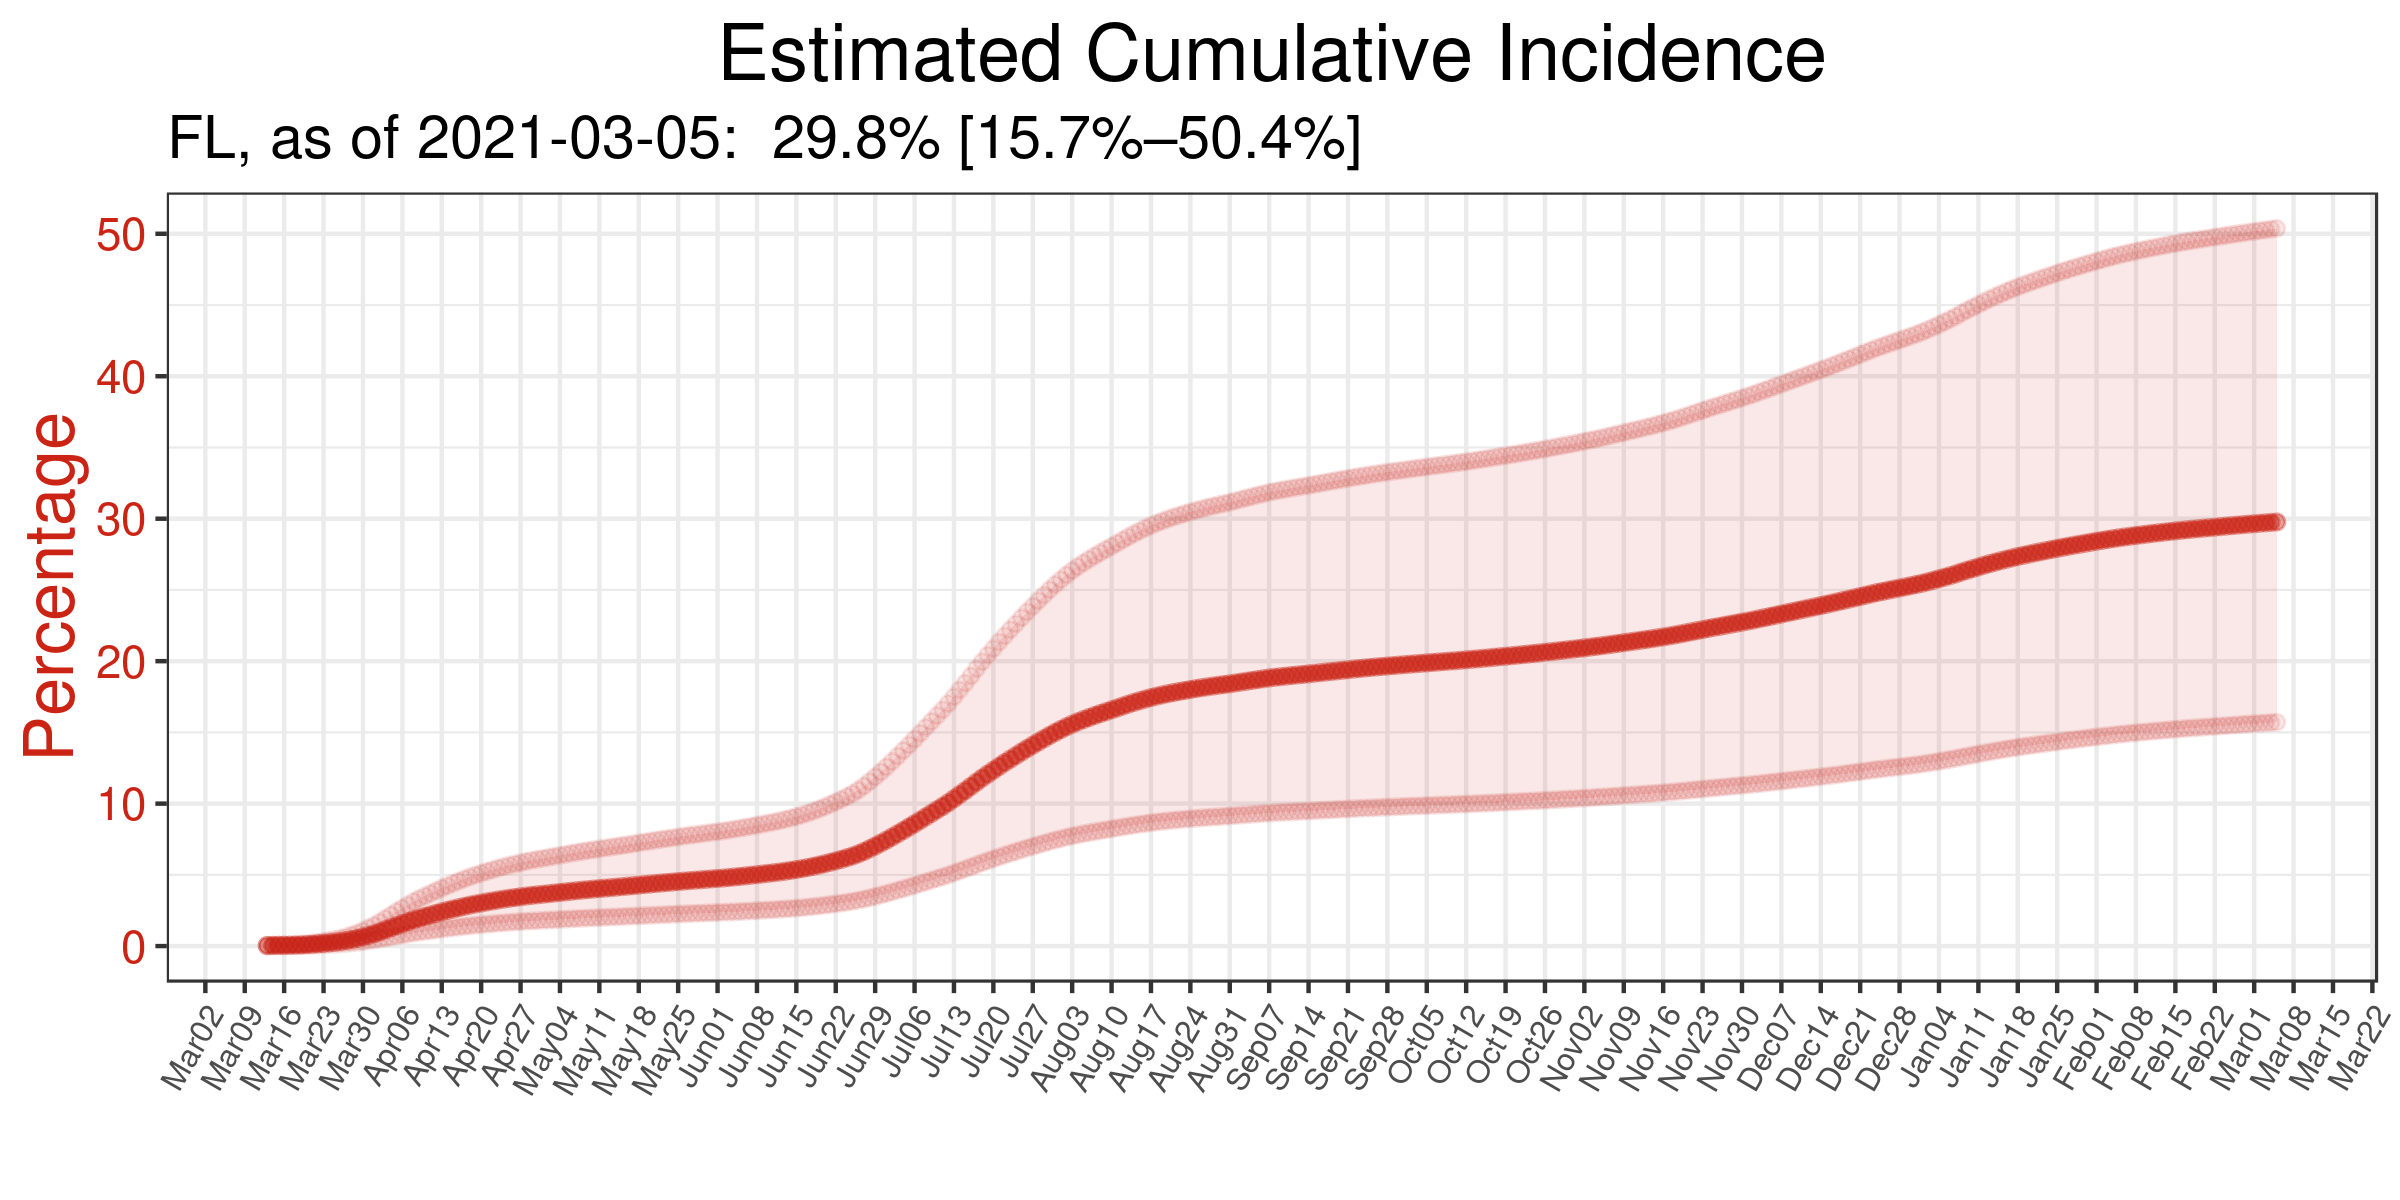 Estimated Cumulative Incidence
FL, as of 2021-03-05:  29.8% [15.7%–50.4%]
Percentage
50
40
30
20
10
0
Mar02
Mar09
Mar16
Mar23
Mar30
Apr06
Apr13
Apr20
Apr27
May04
May11
May18
May25
Jun01
Jun08
Jun15
Jun22
Jun29
Jul06
Jul13
Jul20
Jul27
Aug03
Aug10
Aug17
Aug24
Aug31
Sep07
Sep14
Sep21
Sep28
Oct05
Oct12
Oct19
Oct26
Nov02
Nov09
Nov16
Nov23
Nov30
Dec07
Dec14
Dec21
Dec28
Jan04
Jan11
Jan18
Jan25
Feb01
Feb08
Feb15
Feb22
Mar01
Mar08
Mar15
Mar22